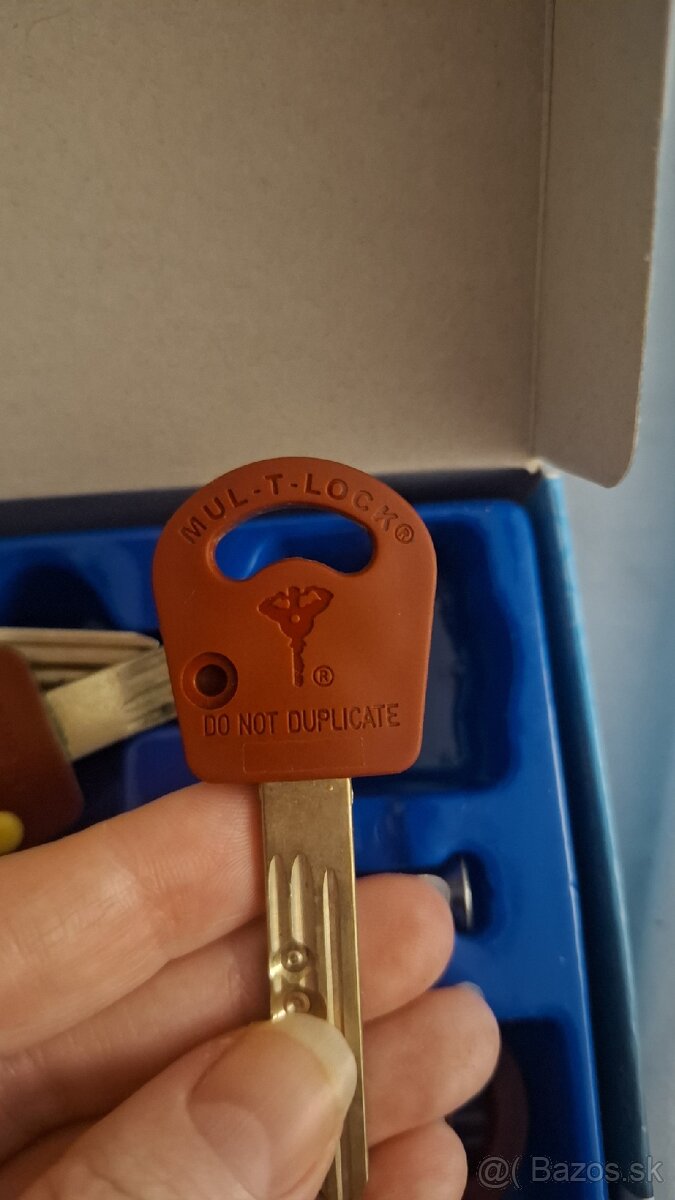 MUL-T-LOCK®
®
DO NOT DUPLICATE
@( Bazos.sk